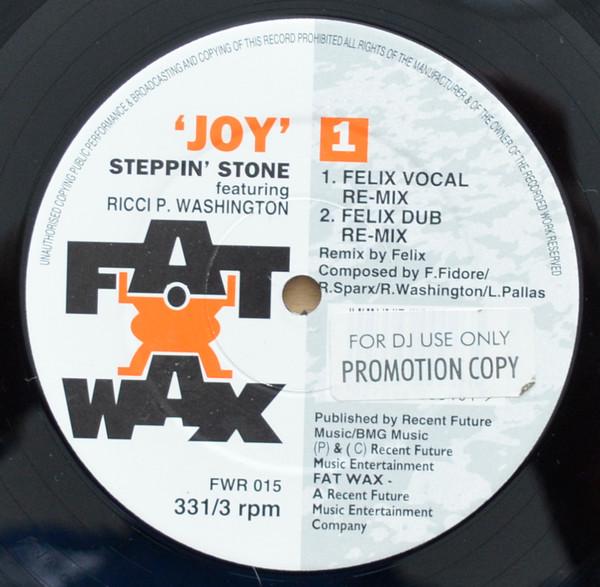 UNAUTHORISED COPYING PUBLIC PERFORMANCE & BROADCASTING AND COPYING OF THIS RECORD PROHIBITED ALL RIGHTS OF THE MANUFACTURER & OF THE OWNER OF THE RECORDED WORK RESERVED
'JOY'
STEPPIN' STONE
featuring
RICCI P. WASHINGTON
FAT
WAX
FWR 015
331/3 rpm
1
1. FELIX VOCAL
RE-MIX
2. FELIX DUB
RE-MIX
Remix by Felix
Composed by F.Fidore/
R.Sparx/R.Washington/L.Pallas
FOR DJ USE ONLY
PROMOTION COPY
Published by Recent Future
Music/BMG Music
(P) & (C) Recent Future
Music Entertainment
FAT WAX -
A Recent Future
Music Entertainment
Company